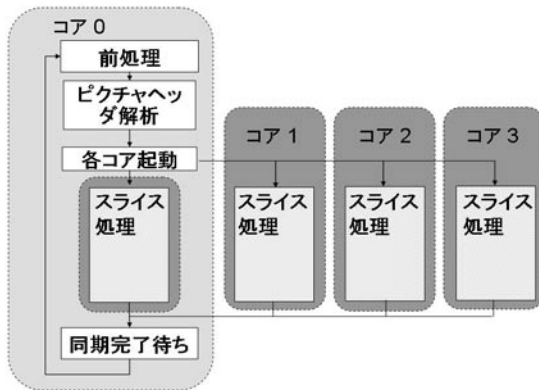 コア 0
前処理
ピクチャヘッ
ダ解析
各コア起動
スライス
処理
同期完了待ち
コア 1
スライス
処理
コア 2
スライス
処理
コア 3
スライス
処理